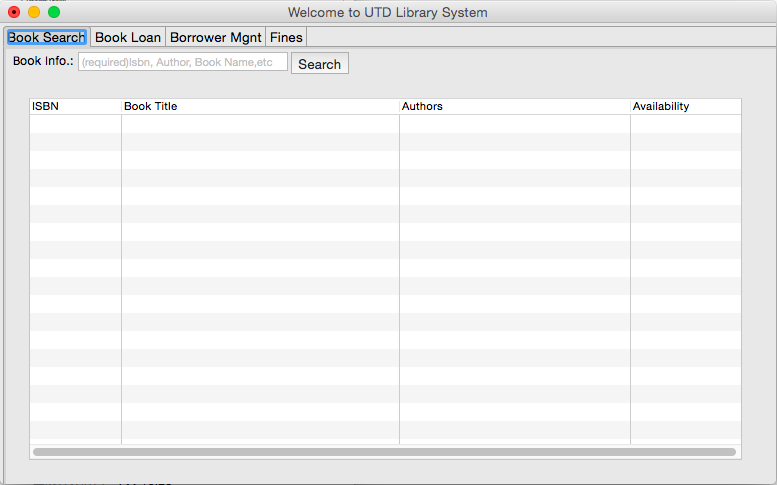 Welcome to UTD Library System
Book Search Book Loan Borrower Mgnt Fines
Book Info.: (required)Isbn, Author, Book Name,etc Search
ISBN Book Title Authors Availability